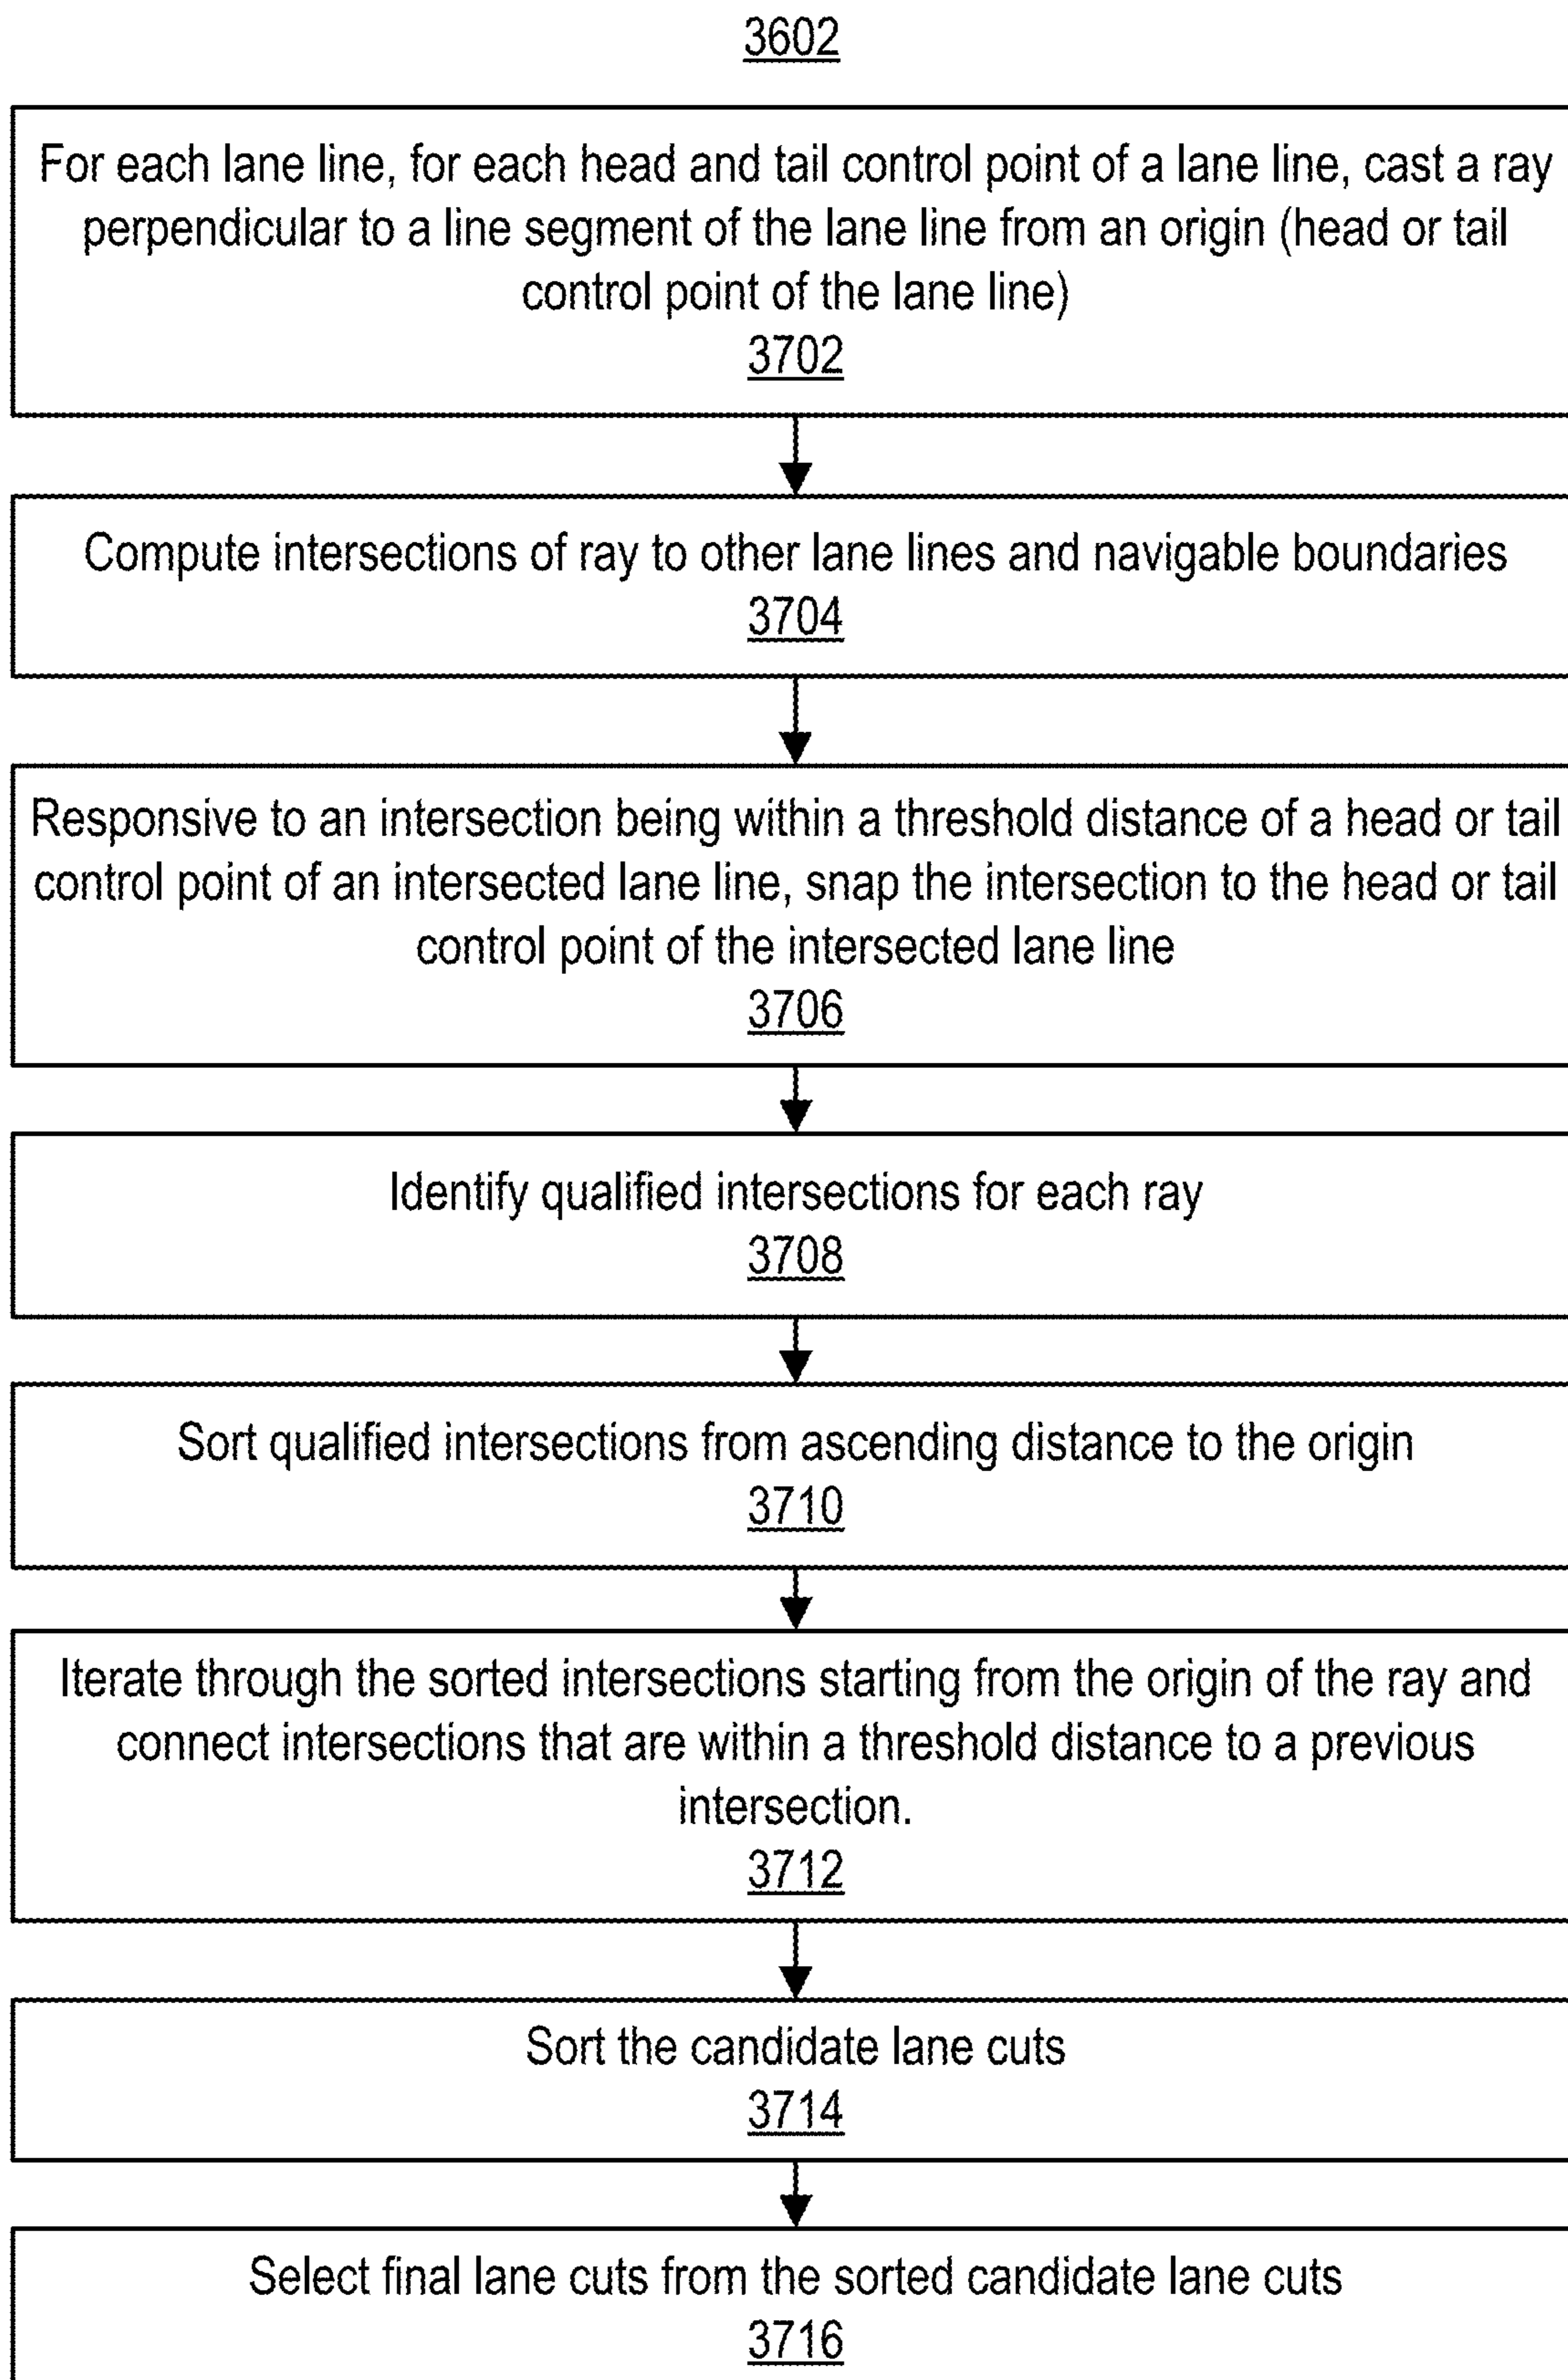 3602
For each lane line, for each head and tail control point of a lane line, cast a ray
perpendicular to a line segment of the lane line from an origin (head or tail
control point of the lane line)
3702
Compute intersections of ray to other lane lines and navigable boundaries
3704
Responsive to an intersection being within a threshold distance of a head or tail
control point of an intersected lane line, snap the intersection to the head or tail
control point of the intersected lane line
3706
Identify qualified intersections for each ray
3708
Sort qualified intersections from ascending distance to the origin
3710
Iterate through the sorted intersections starting from the origin of the ray and
connect intersections that are within a threshold distance to a previous
intersection.
3712
Sort the candidate lane cuts
3714
Select final lane cuts from the sorted candidate lane cuts
3716